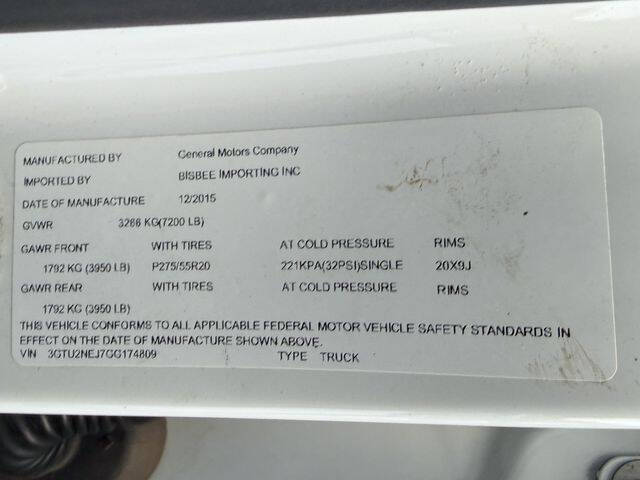 MANUFACTURED BY General Motors Company
IMPORTED BY BISBEE IMPORTING INC
DATE OF MANUFACTURE 12/2015
GVWR 3266 KG(7200 LB)
GAWR FRONT WITH TIRES AT COLD PRESSURE RIMS
1792 KG (3950 LB) P275/55R20 221KPA(32PSI)SINGLE 20X9J
GAWR REAR WITH TIRES AT COLD PRESSURE RIMS
1792 KG (3950 LB)
THIS VEHICLE CONFORMS TO ALL APPLICABLE FEDERAL MOTOR VEHICLE SAFETY STANDARDS IN
EFFECT ON THE DATE OF MANUFACTURE SHOWN ABOVE.
VIN 3GTU2NEJ7GG174809 TYPE TRUCK